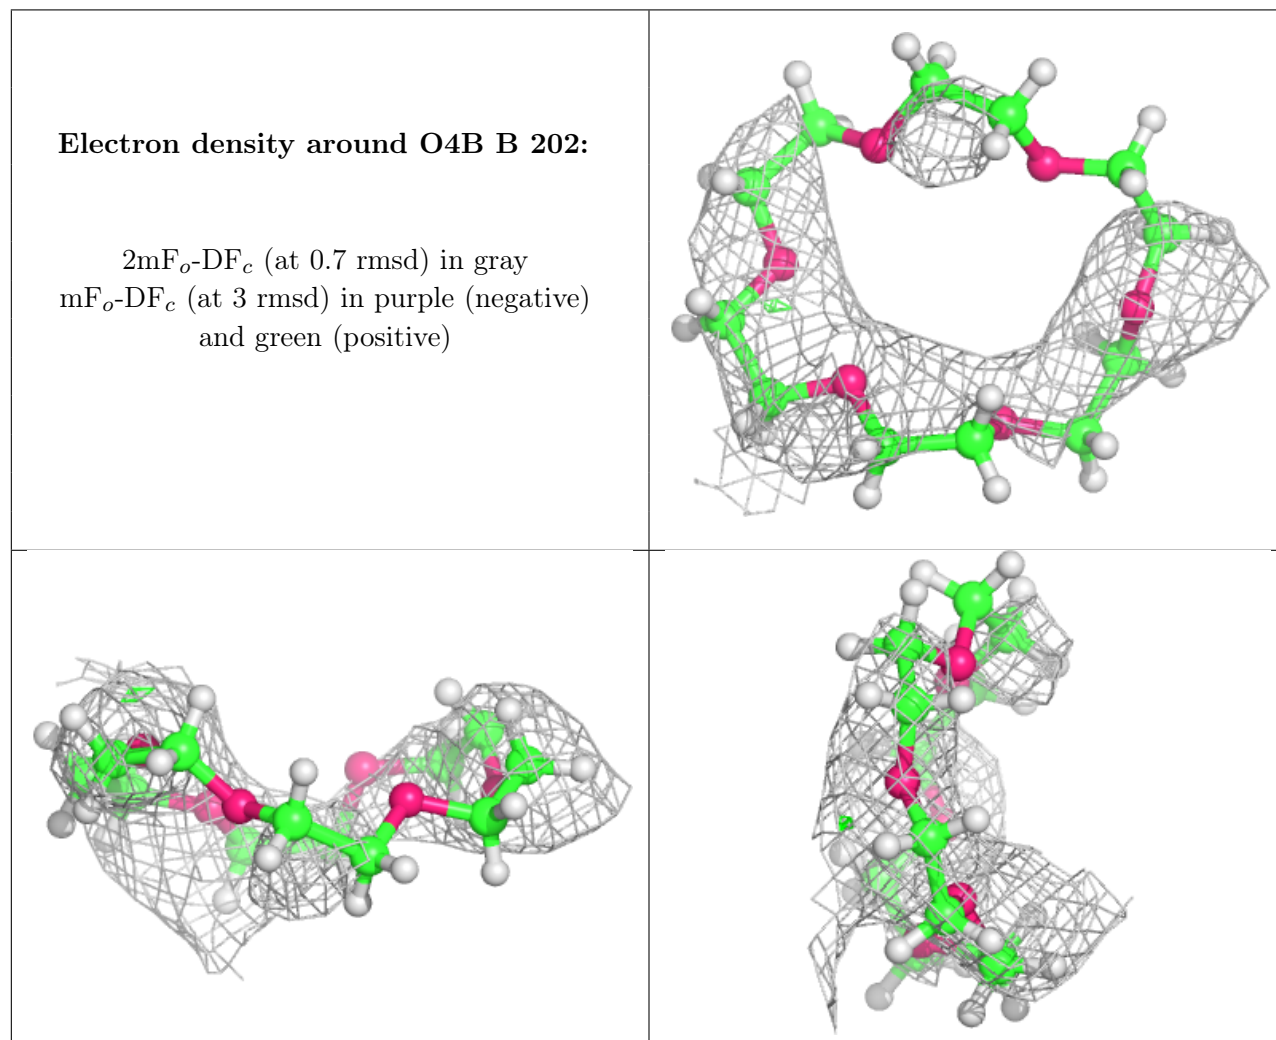 Electron density around O4B B 202:
2mFo-DFc (at 0.7 rmsd) in gray
mFo-DFc (at 3 rmsd) in purple (negative)
and green (positive)